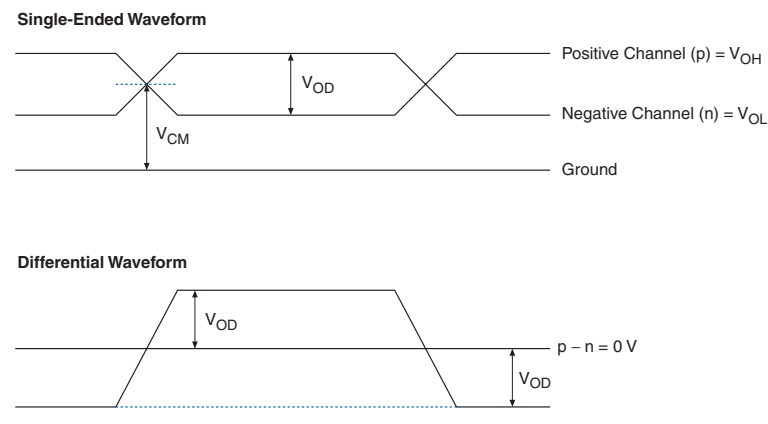 Single-Ended Waveform
Positive Channel (p) = VOH
VOD
Negative Channel (n) = VOL
VCM
Ground
Differential Waveform
VOD
p – n = 0 V
VOD